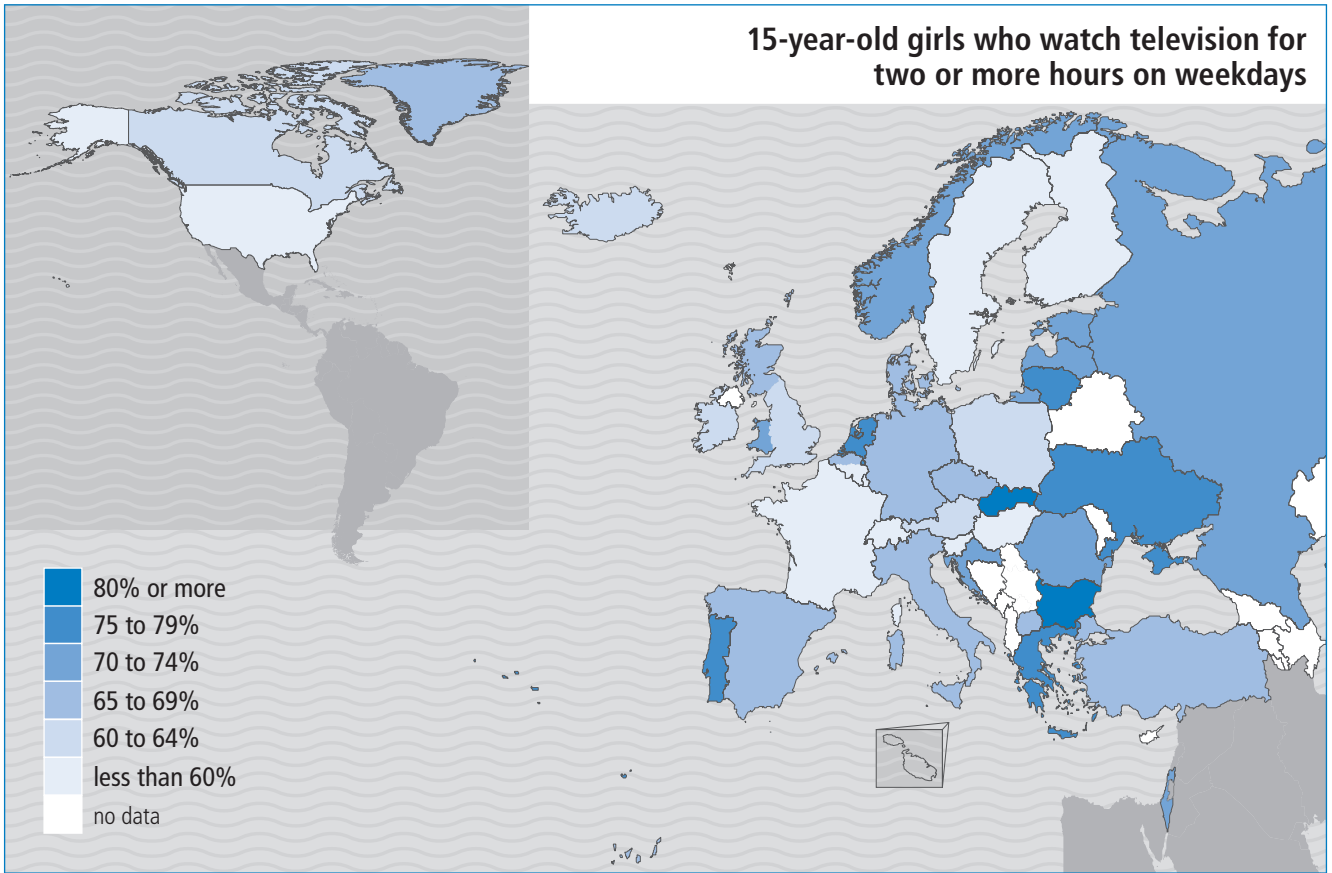 15-year-old girls who watch television for
two or more hours on weekdays
80% or more
75 to 79%
70 to 74%
65 to 69%
60 to 64%
less than 60%
no data